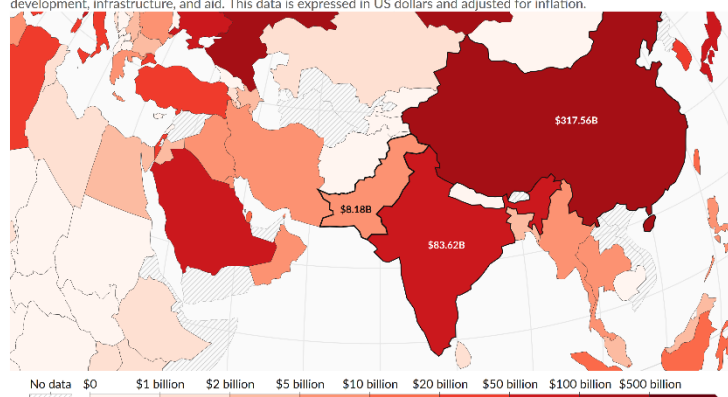 development, infrastructure, and aid. This data is expressed in US dollars and adjusted for inflation.
$317.56B
$8.18B
$83.62B
No data $0 $1 billion $2 billion $5 billion $10 billion $20 billion $50 billion $100 billion $500 billion